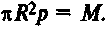 πR²p = M.